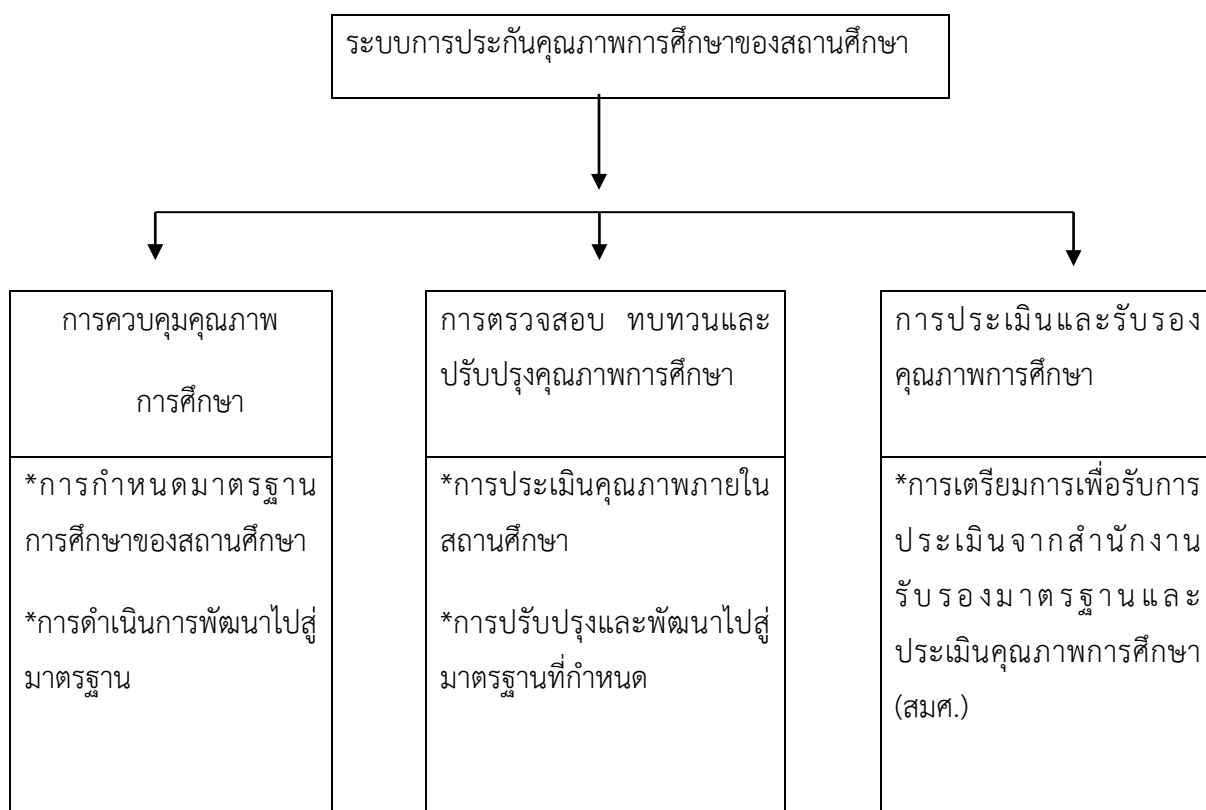 ระบบการประกันคุณภาพการศึกษาของสถานศึกษา
การควบคุมคุณภาพ
การศึกษา
*การกำหนดมาตรฐาน
การศึกษาของสถานศึกษา
*การดำเนินการพัฒนาไปสู่
มาตรฐาน
การตรวจสอบ ทบทวนและ
ปรับปรุงคุณภาพการศึกษา
*การประเมินคุณภาพภายใน
สถานศึกษา
*การปรับปรุงและพัฒนาไปสู่
มาตรฐานที่กำหนด
การประเมินและรับรอง
คุณภาพการศึกษา
*การเตรียมการเพื่อรับการ
ประเมินจากสำนักงาน
รับรองมาตรฐานและ
ประเมินคุณภาพการศึกษา
(สมศ.)